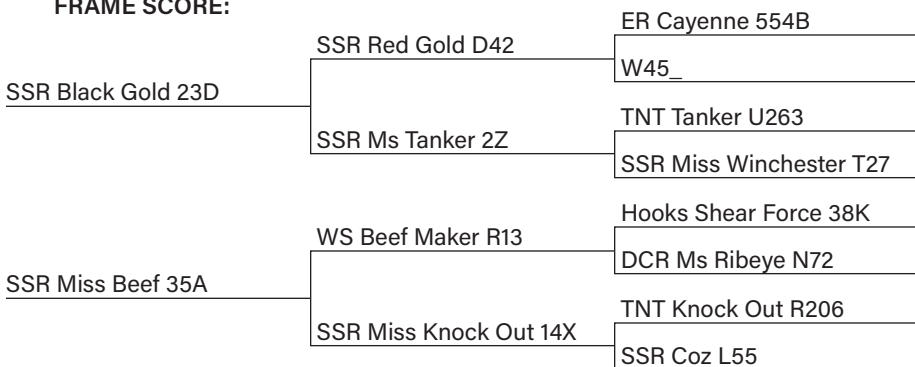 FRAME SCORE:
ER Cayenne 554B
SSR Red Gold D42
W45_
SSR Black Gold 23D
TNT Tanker U263
SSR Ms Tanker 2Z
SSR Miss Winchester T27
Hooks Shear Force 38K
WS Beef Maker R13
DCR Ms Ribeye N72
SSR Miss Beef 35A
TNT Knock Out R206
SSR Miss Knock Out 14X
SSR Coz L55